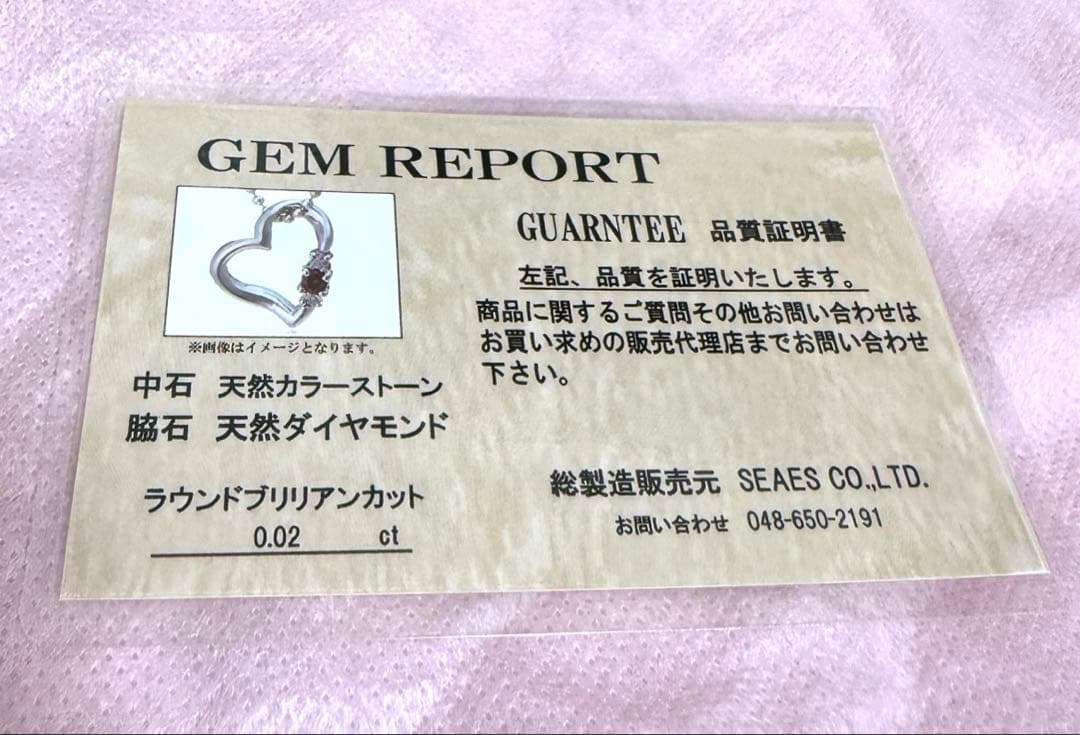 GEM REPORT
※画像はイメージとなります。
中石 天然カラーストーン
脇石 天然ダイヤモンド
ラウンドブリリアンカット
0.02 ct
GUARNTEE 品質証明書
左記、品質を証明いたします。
商品に関するご質問その他お問い合わせは
お買い求めの販売代理店までお問い合わせ
下さい。
総製造販売元 SEAES CO.,LTD.
お問い合わせ 048-650-2191